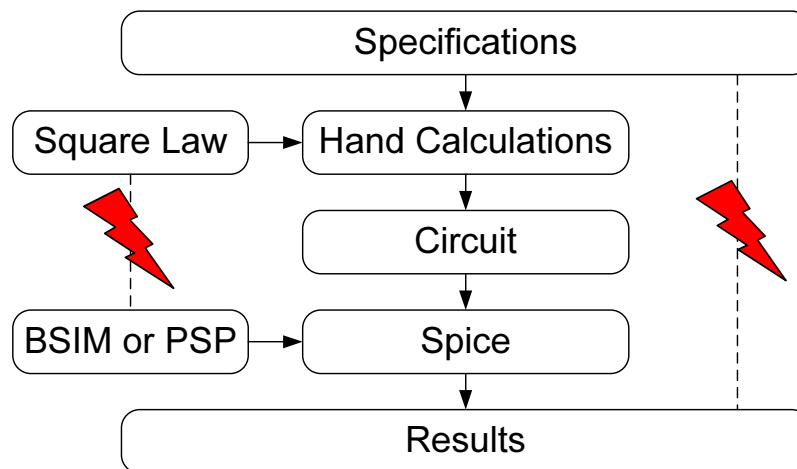 Specifications
Square Law
Hand Calculations
Circuit
BSIM or PSP
Spice
Results